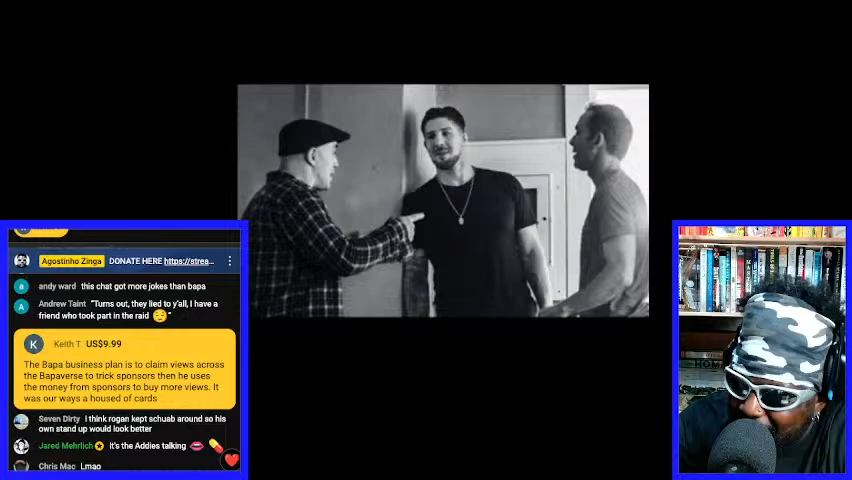 Agostinho Zinga DONATE HERE https://strea...
andy ward this chat got more jokes than bapa
Andrew Taint "Turns out, they lied to y'all, I have a
friend who took part in the raid 😌"
K Keith T US$9.99
The Bapa business plan is to claim views across
the Bapaverse to trick sponsors then he uses
the money from sponsors to buy more views. It
was our ways a housed of cards
Seven Dirty I think rogan kept schuab around so his
own stand up would look better
Jared Mehrlich It's the Addies talking 👄 💊
Chris Mac Lmao